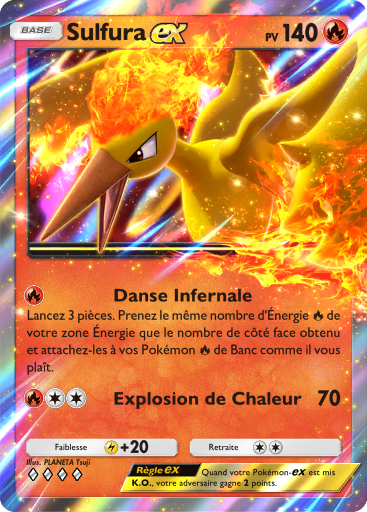 BASE Sulfura ex PV 140
Danse Infernale
Lancez 3 pièces. Prenez le même nombre d'Énergie de
votre zone Énergie que le nombre de côté face obtenu
et attachez-les à vos Pokémon de Banc comme il vous
plaît.
Explosion de Chaleur 70
Faiblesse +20 Retraite
Illus. PLANETA Tsuji
Règle ex Quand votre Pokémon-ex est mis
K.O., votre adversaire gagne 2 points.